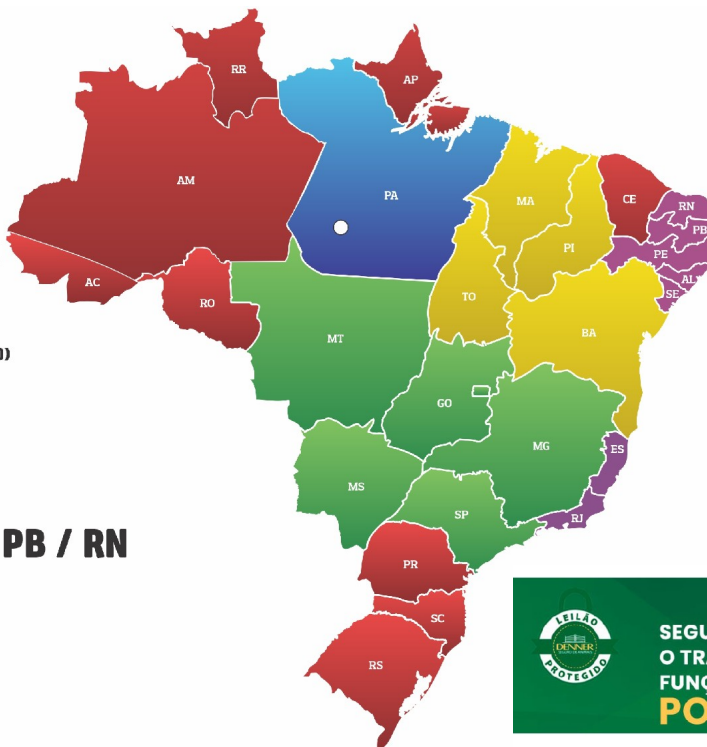 RR
AP
AM
PA
MA
CE
RN
PB
PI
PE
AL
SE
AC
RO
TO
BA
MT
GO
MG
ES
MS
SP
RJ
PR
SC
RS
PB / RN
LEILÃO
DENNER
PROTEGIDO
SEGU
O TRA
FUNÇ
PO